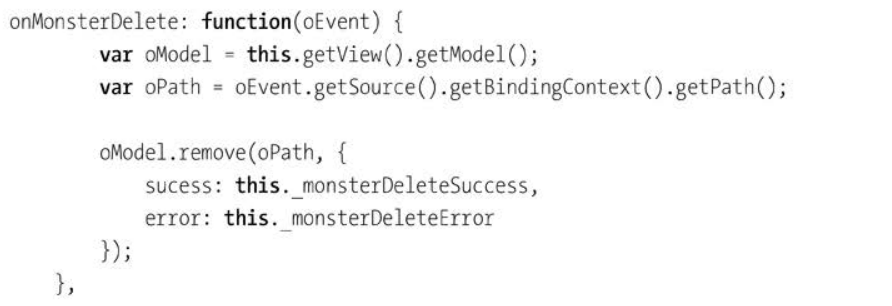 onMonsterDelete: function(oEvent) {
var oModel = this.getView().getModel();
var oPath = oEvent.getSource().getBindingContext().getPath();
oModel.remove(oPath, {
sucess: this._monsterDeleteSuccess,
error: this._monsterDeleteError
});
},